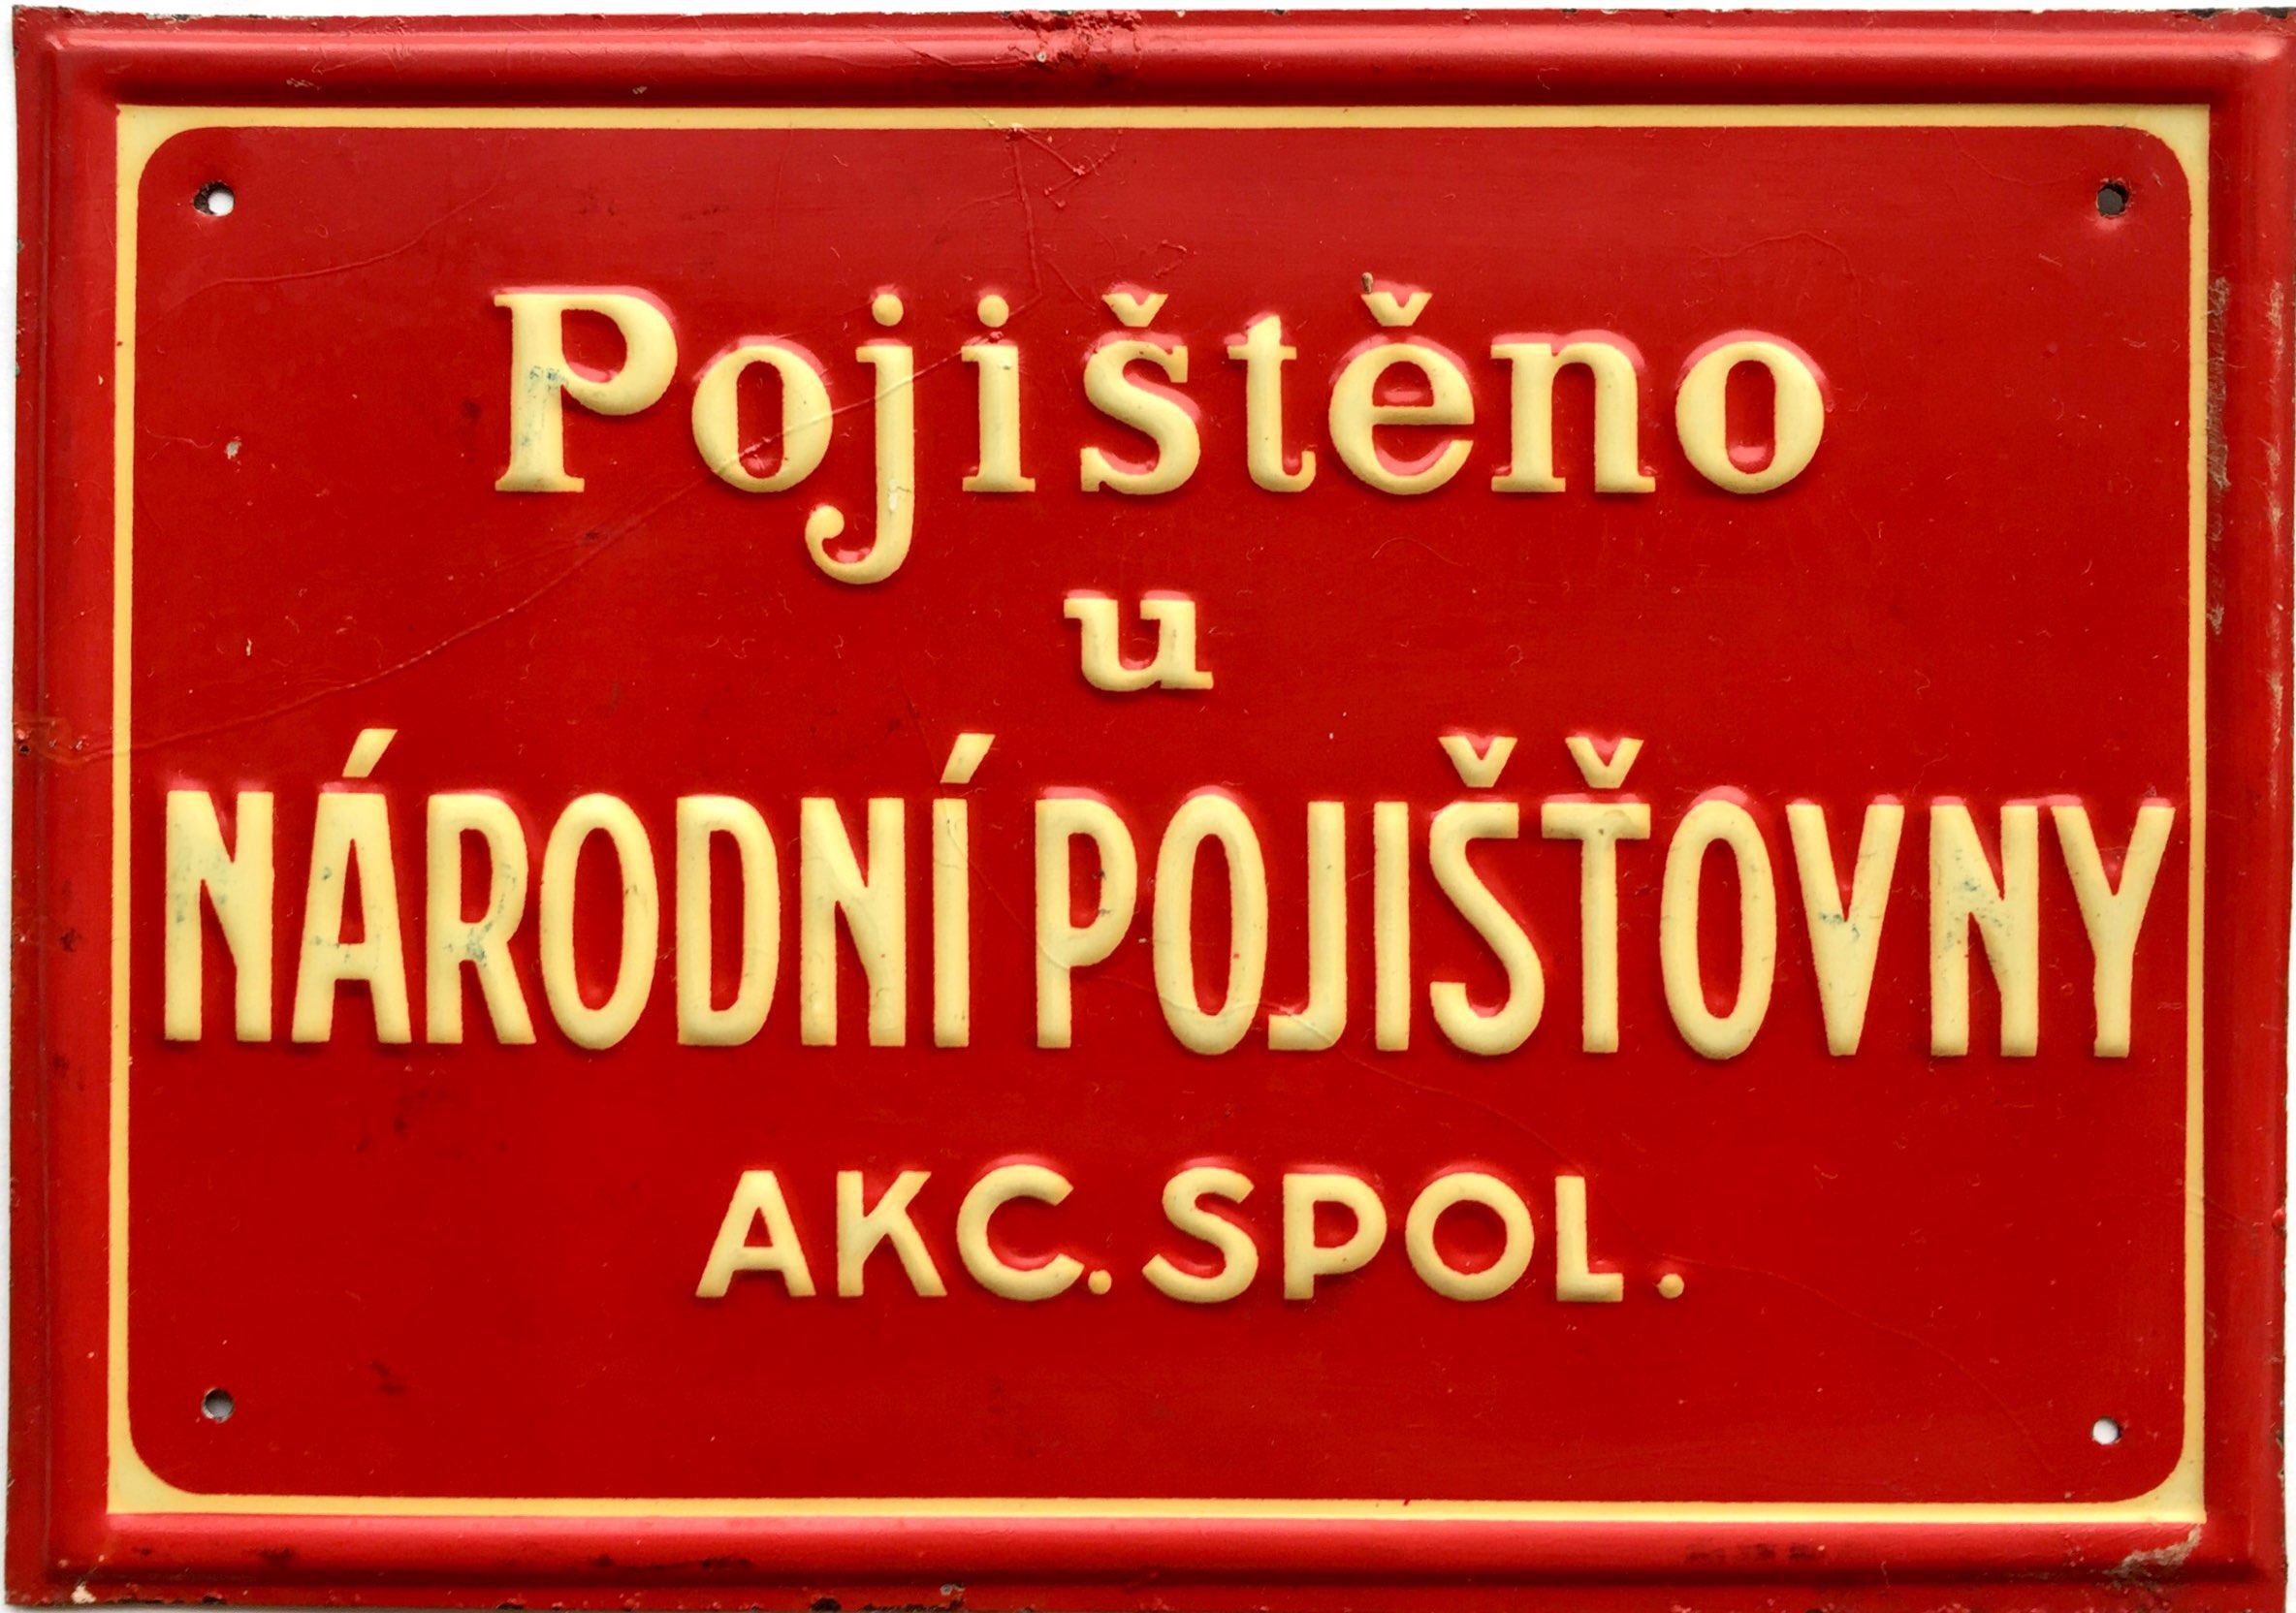 Pojištěno
u
NÁRODNÍ POJIŠŤOVNY
AKC. SPOL.